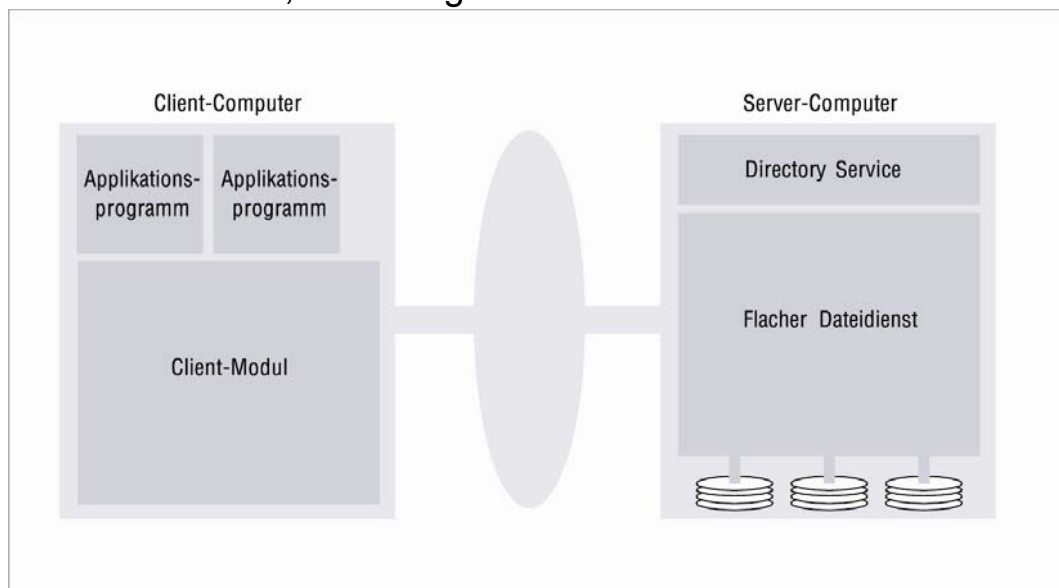 Client-Computer
Applikations-
programm
Applikations-
programm
Client-Modul
Server-Computer
Directory Service
Flacher Dateidienst